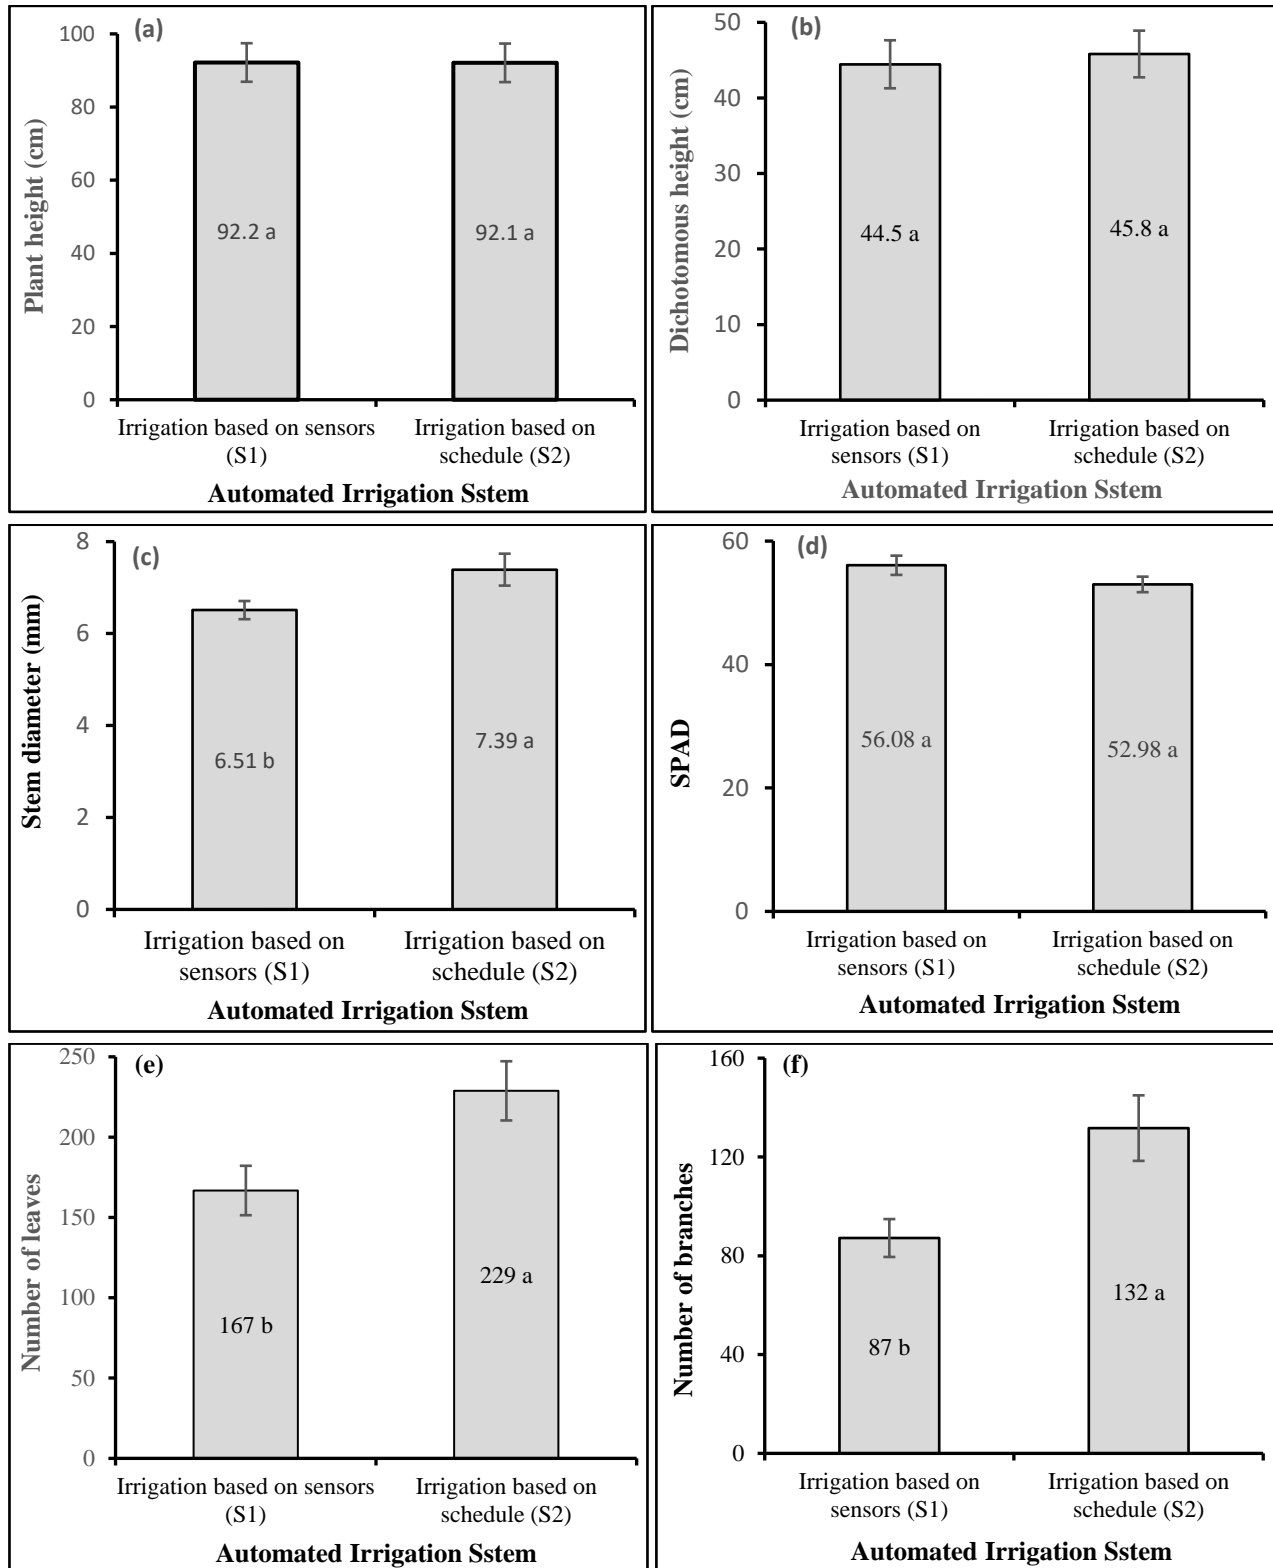 (a)
Plant height (cm)
100
80
60
40
20
0
92.2 a
92.1 a
Irrigation based on sensors
(S1)
Irrigation based on
schedule (S2)
Automated Irrigation Sstem
(b)
Dichotomous height (cm)
50
40
30
20
10
0
44.5 a
45.8 a
Irrigation based on
sensors (S1)
Irrigation based on
schedule (S2)
Automated Irrigation Sstem
(c)
Stem diameter (mm)
8
6
4
2
0
6.51 b
7.39 a
Irrigation based on
sensors (S1)
Irrigation based on
schedule (S2)
Automated Irrigation Sstem
(d)
SPAD
60
40
20
0
56.08 a
52.98 a
Irrigation based on
sensors (S1)
Irrigation based on
schedule (S2)
Automated Irrigation Sstem
(e)
Number of leaves
250
200
150
100
50
0
167 b
229 a
Irrigation based on sensors
(S1)
Irrigation based on
schedule (S2)
Automated Irrigation Sstem
(f)
Number of branches
160
120
80
40
0
87 b
132 a
Irrigation based on
sensors (S1)
Irrigation based on
schedule (S2)
Automated Irrigation Sstem